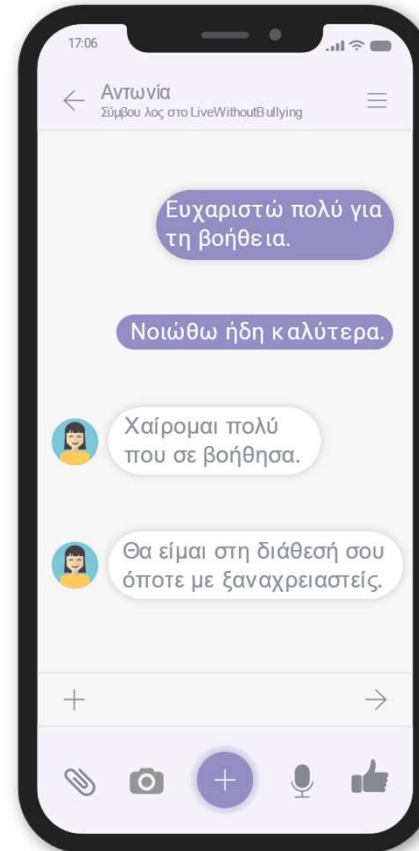 17:06
Αντωνία
Σύμβουλος στο LiveWithoutBullying
Ευχαριστώ πολύ για
τη βοήθεια.
Νοιώθω ήδη καλύτερα.
Χαίρομαι πολύ
που σε βοήθησα.
Θα είμαι στη διάθεσή σου
όποτε με ξαναχρειαστείς.